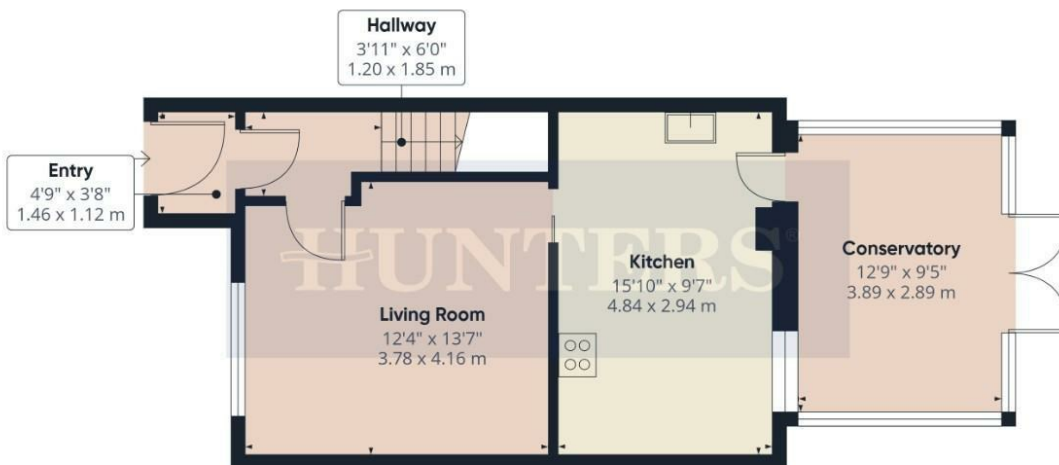 Hallway
3'11" x 6'0"
1.20 x 1.85 m
Entry
4'9" x 3'8"
1.46 x 1.12 m
HUNTERS®
Living Room
12'4" x 13'7"
3.78 x 4.16 m
Kitchen
15'10" x 9'7"
4.84 x 2.94 m
Conservatory
12'9" x 9'5"
3.89 x 2.89 m